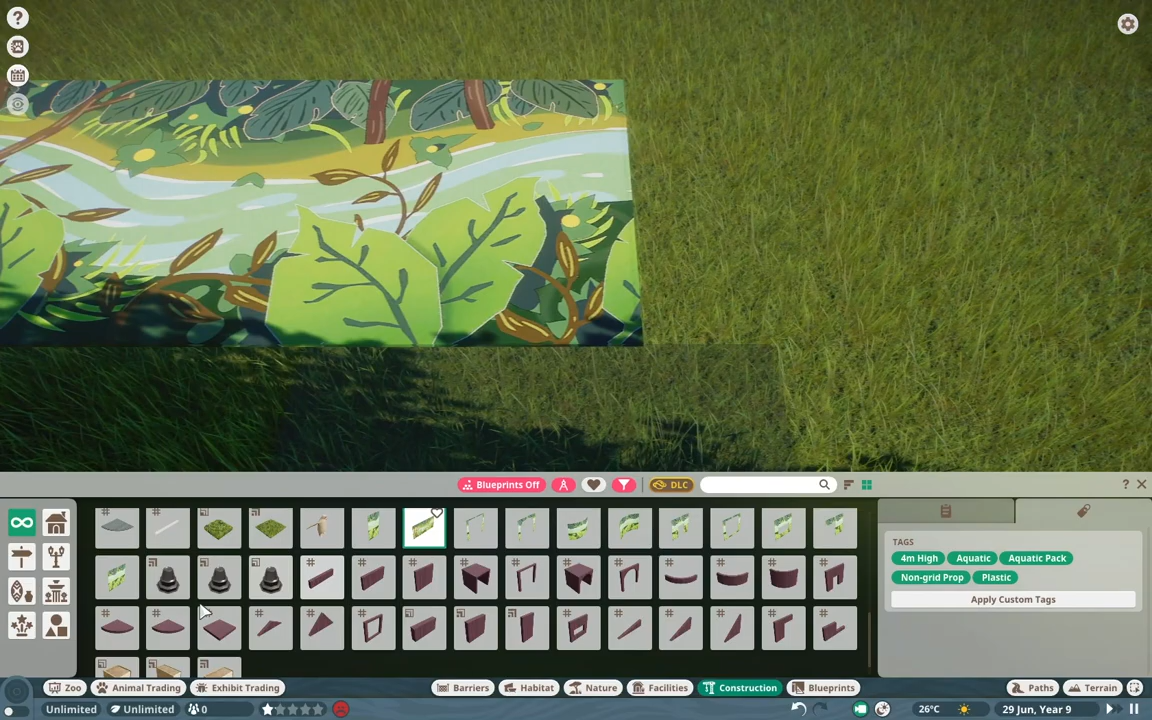 ?
Blueprints Off
DLC
? X
TAGS
4m High Aquatic Aquatic Pack
Non-grid Prop Plastic
Apply Custom Tags
Zoo Animal Trading Exhibit Trading Barriers Habitat Nature Facilities Construction Blueprints Paths Terrain
Unlimited Unlimited 0 26°C 29 Jun, Year 9